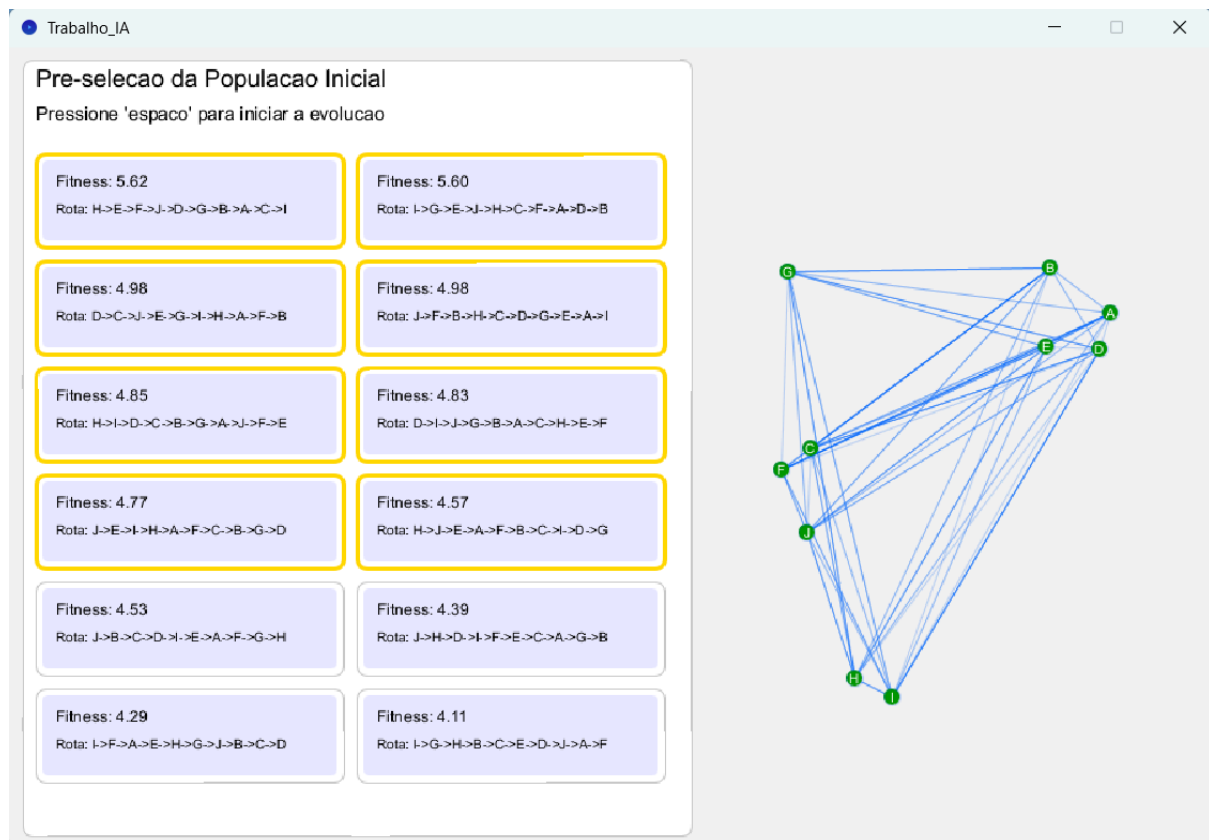 Trabalho_IA
Pre-selecao da Populacao Inicial
Pressione 'espaco' para iniciar a evolucao
Fitness: 5.62
Rota: H->E->F->J->D->G->B->A->C->I
Fitness: 5.60
Rota: I->G->E->J->H->C->F->A->D->B
Fitness: 4.98
Rota: D->C->J->E->G->I->H->A->F->B
Fitness: 4.98
Rota: J->F->B->H->C->D->G->E->A->I
Fitness: 4.85
Rota: H->I->D->C->B->G->A->J->F->E
Fitness: 4.83
Rota: D->I->J->G->B->A->C->H->E->F
Fitness: 4.77
Rota: J->E->I->H->A->F->C->B->G->D
Fitness: 4.57
Rota: H->J->E->A->F->B->C->I->D->G
Fitness: 4.53
Rota: J->B->C->D->I->E->A->F->G->H
Fitness: 4.39
Rota: J->H->D->I->F->E->C->A->G->B
Fitness: 4.29
Rota: I->F->A->E->H->G->J->B->C->D
Fitness: 4.11
Rota: I->G->H->B->C->E->D->J->A->F
G
B
A
E
D
C
F
J
H
I